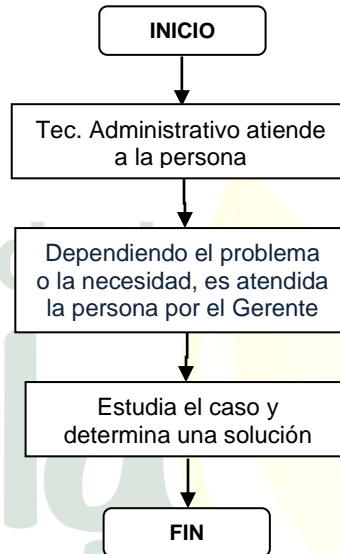 INICIO
Tec. Administrativo atiende
a la persona
Dependiendo el problema
o la necesidad, es atendida
la persona por el Gerente
Estudia el caso y
determina una solución
FIN